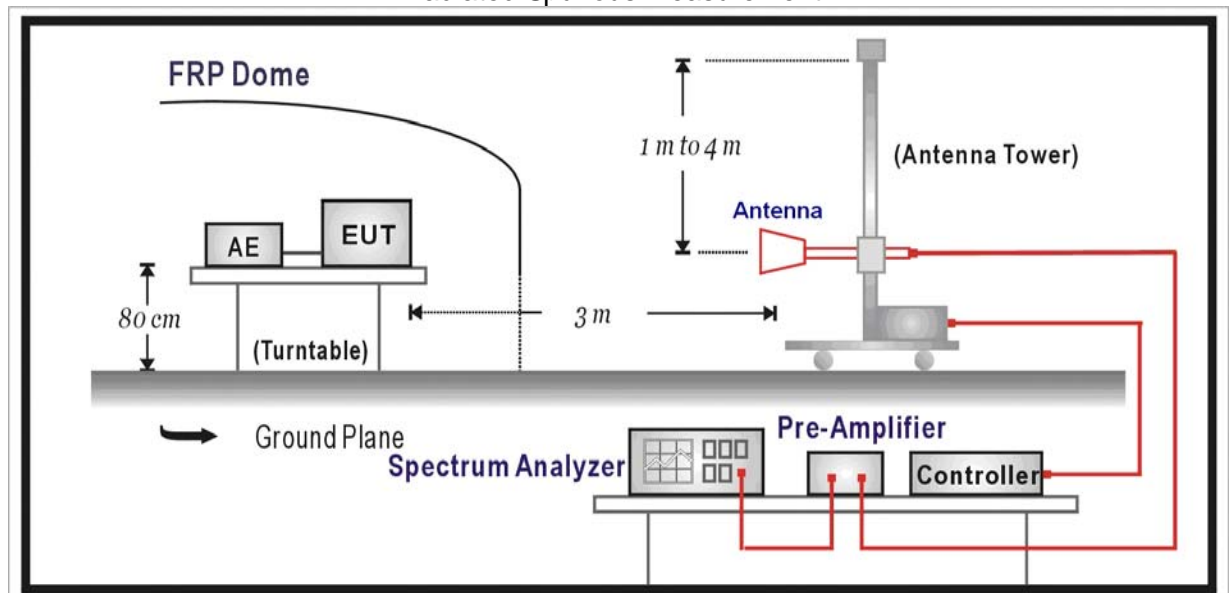 FRP Dome
1 m to 4 m
(Antenna Tower)
Antenna
AE
EUT
80 cm
3 m
(Turntable)
Ground Plane
Pre-Amplifier
Spectrum Analyzer
Controller